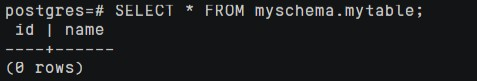 postgres=# SELECT * FROM myschema.mytable;
 id | name
----+------
(0 rows)